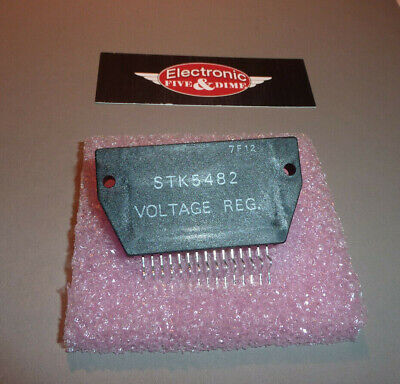 Electronic
FIVE & DIME
7F12
STK5482
VOLTAGE REG.